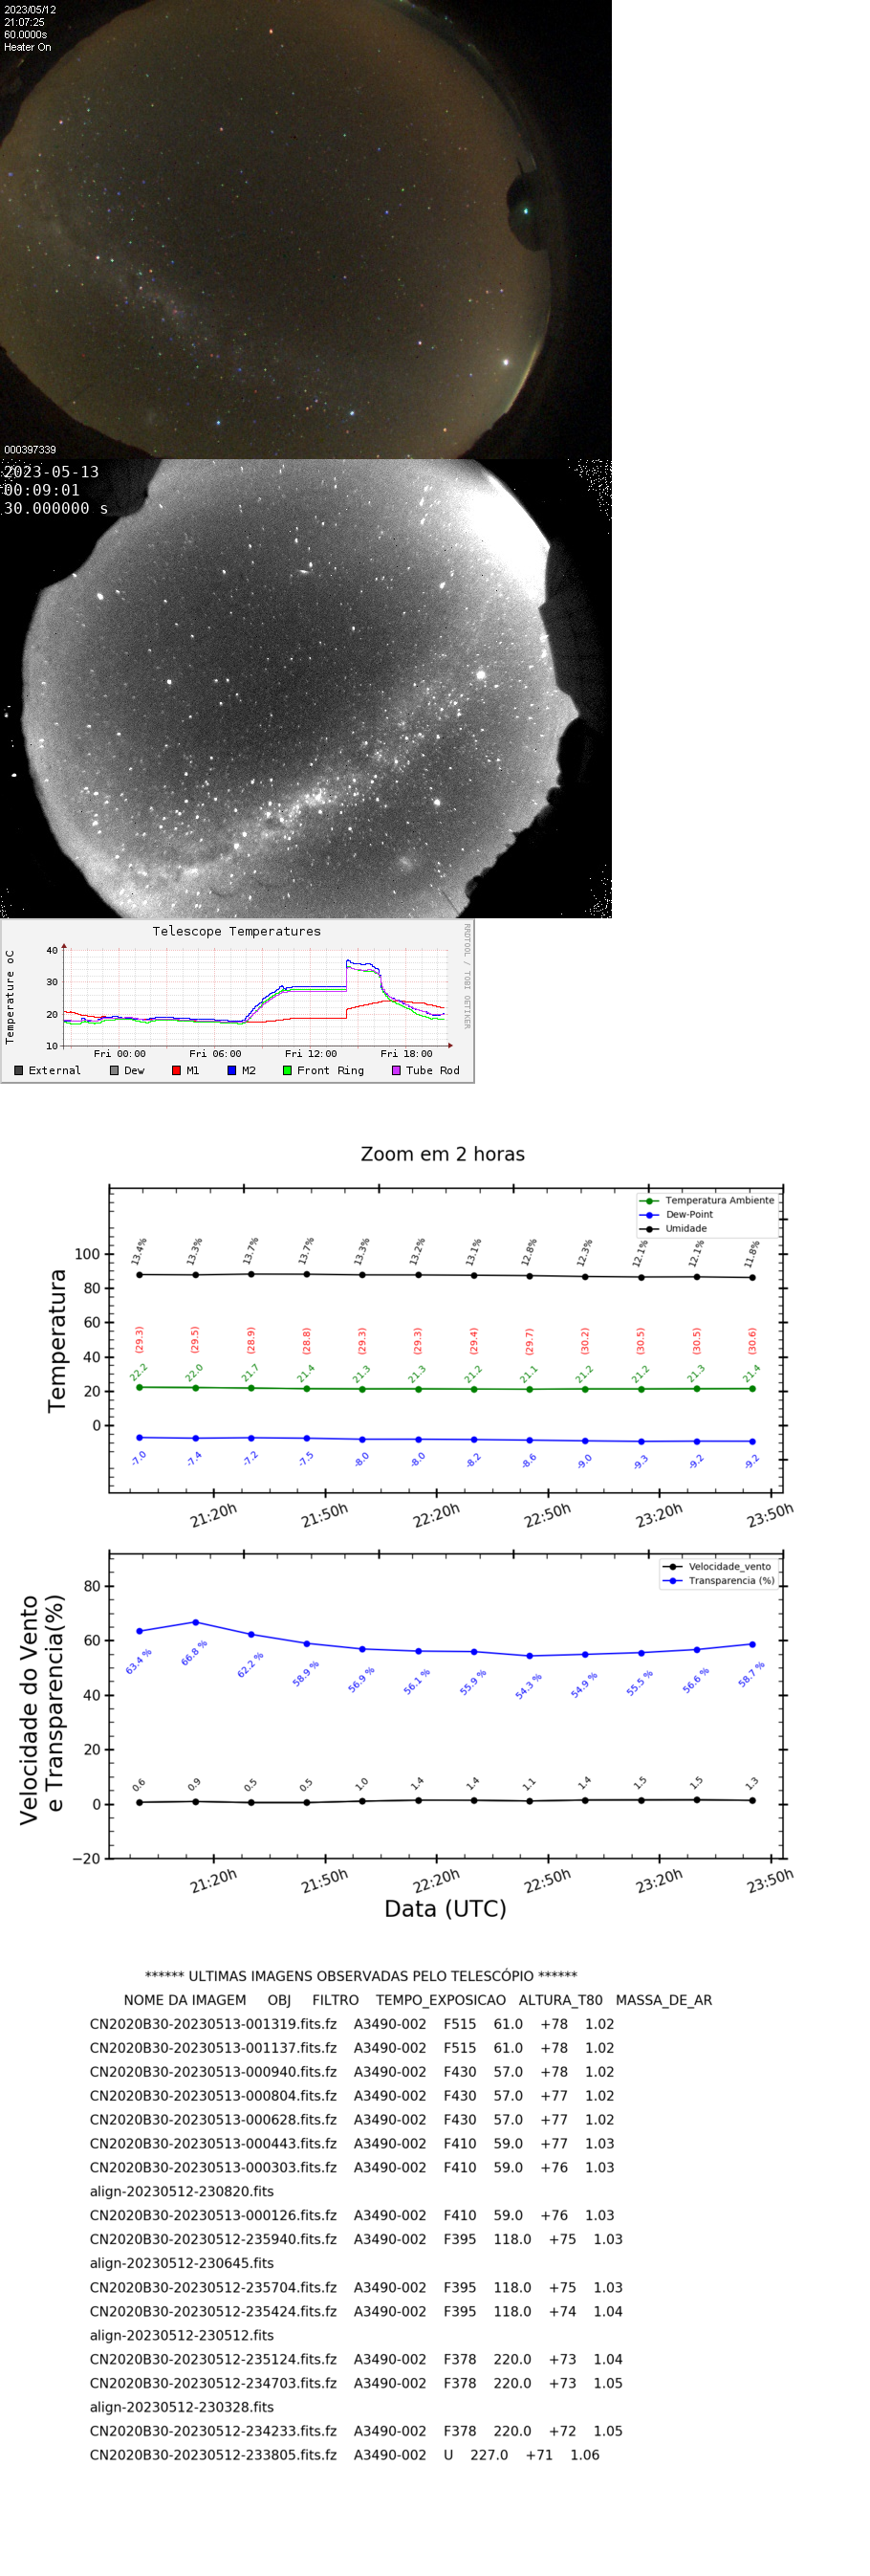 2023/05/12
21:07:25
60.0000s
Heater On
000397339
2023-05-13
00:09:01
30.000000 s
Telescope Temperatures
RRDTOOL / TOBI OETIKER
Temperature oC
40
30
20
10
Fri 00:00 Fri 06:00 Fri 12:00 Fri 18:00
External Dew M1 M2 Front Ring Tube Rod
Zoom em 2 horas
Temperatura Ambiente
Dew-Point
Umidade
Temperatura
100
80
60
40
20
0
13.4% 13.3% 13.7% 13.7% 13.3% 13.2% 13.1% 12.8% 12.3% 12.1% 12.1% 11.8%
(29.3) (29.5) (28.9) (28.8) (29.3) (29.3) (29.4) (29.7) (30.2) (30.5) (30.5) (30.6)
22.2 22.0 21.7 21.4 21.3 21.3 21.2 21.1 21.2 21.2 21.3 21.4
-7.0 -7.4 -7.2 -7.5 -8.0 -8.0 -8.2 -8.6 -9.0 -9.3 -9.2 -9.2
21:20h 21:50h 22:20h 22:50h 23:20h 23:50h
Velocidade_vento
Transparencia (%)
Velocidade do Vento
e Transparencia(%)
80
60
40
20
0
−20
63.4 % 66.8 % 62.2 % 58.9 % 56.9 % 56.1 % 55.9 % 54.3 % 54.9 % 55.5 % 56.6 % 58.7 %
0.6 0.9 0.5 0.5 1.0 1.4 1.4 1.1 1.4 1.5 1.5 1.3
21:20h 21:50h 22:20h 22:50h 23:20h 23:50h
Data (UTC)
****** ULTIMAS IMAGENS OBSERVADAS PELO TELESCÓPIO ******
NOME DA IMAGEM OBJ FILTRO TEMPO_EXPOSICAO ALTURA_T80 MASSA_DE_AR
CN2020B30-20230513-001319.fits.fz A3490-002 F515 61.0 +78 1.02
CN2020B30-20230513-001137.fits.fz A3490-002 F515 61.0 +78 1.02
CN2020B30-20230513-000940.fits.fz A3490-002 F430 57.0 +78 1.02
CN2020B30-20230513-000804.fits.fz A3490-002 F430 57.0 +77 1.02
CN2020B30-20230513-000628.fits.fz A3490-002 F430 57.0 +77 1.02
CN2020B30-20230513-000443.fits.fz A3490-002 F410 59.0 +77 1.03
CN2020B30-20230513-000303.fits.fz A3490-002 F410 59.0 +76 1.03
align-20230512-230820.fits
CN2020B30-20230513-000126.fits.fz A3490-002 F410 59.0 +76 1.03
CN2020B30-20230512-235940.fits.fz A3490-002 F395 118.0 +75 1.03
align-20230512-230645.fits
CN2020B30-20230512-235704.fits.fz A3490-002 F395 118.0 +75 1.03
CN2020B30-20230512-235424.fits.fz A3490-002 F395 118.0 +74 1.04
align-20230512-230512.fits
CN2020B30-20230512-235124.fits.fz A3490-002 F378 220.0 +73 1.04
CN2020B30-20230512-234703.fits.fz A3490-002 F378 220.0 +73 1.05
align-20230512-230328.fits
CN2020B30-20230512-234233.fits.fz A3490-002 F378 220.0 +72 1.05
CN2020B30-20230512-233805.fits.fz A3490-002 U 227.0 +71 1.06